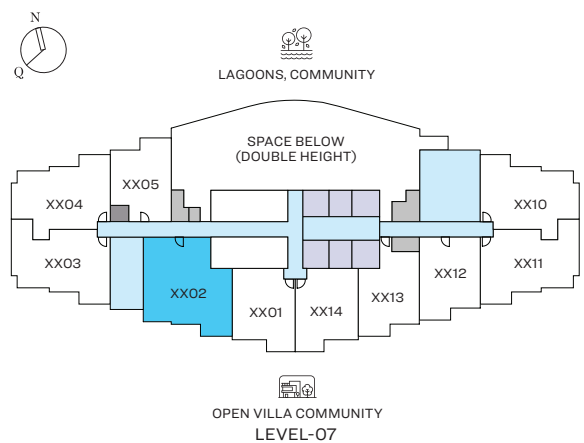 N
Q
LAGOONS, COMMUNITY
SPACE BELOW
(DOUBLE HEIGHT)
XX05
XX04
XX10
XX03
XX11
XX12
XX02
XX01
XX14
XX13
OPEN VILLA COMMUNITY
LEVEL-07